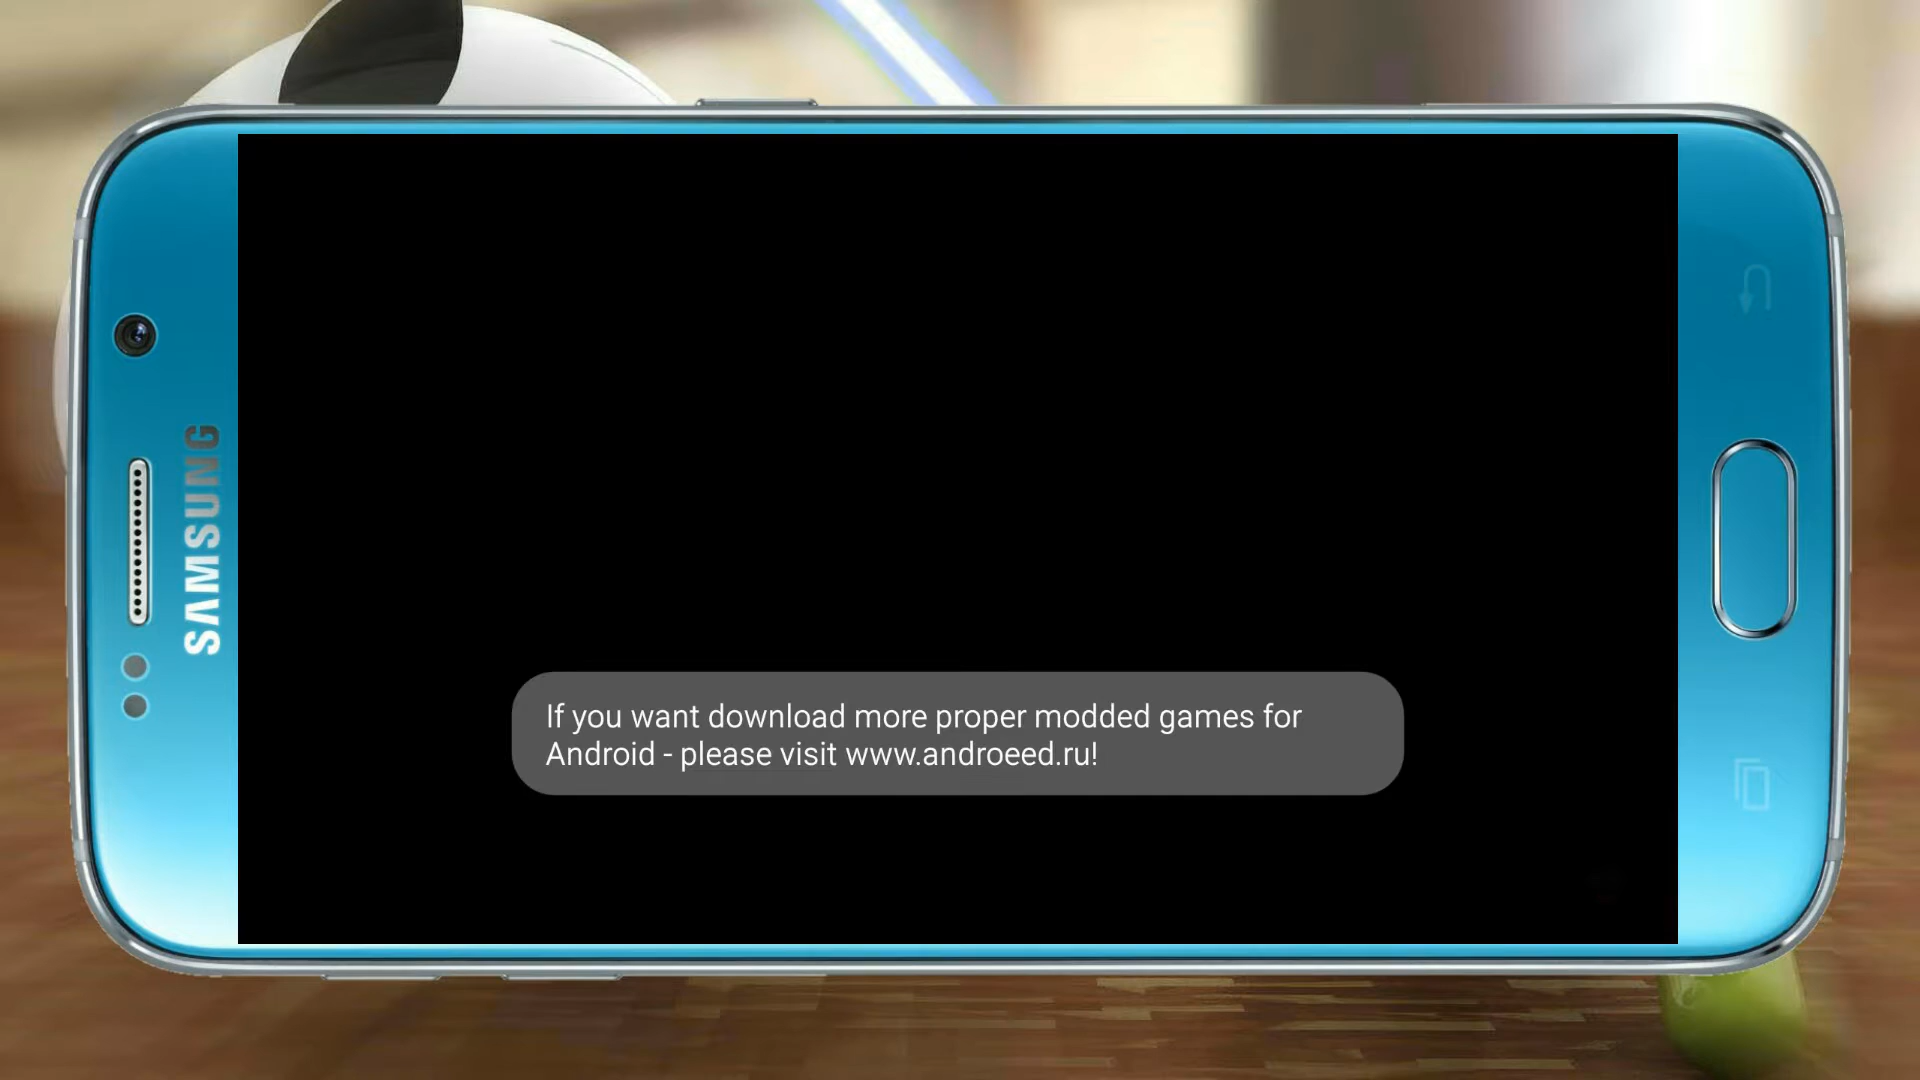 SAMSUNG
If you want download more proper modded games for
Android - please visit www.androeed.ru!